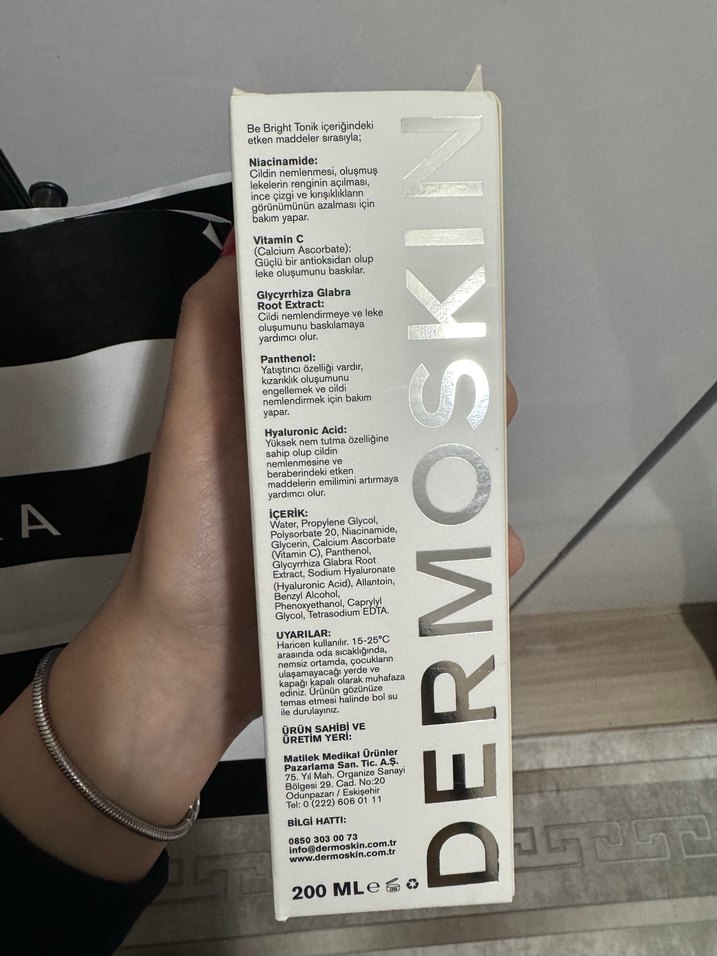 Be Bright Tonik içeriğindeki
etken maddeler sırasıyla;
Niacinamide:
Cildin nemlenmesi, oluşmuş
lekelerin renginin açılması,
ince çizgi ve kırışıklıkların
görünümünün azalması için
bakım yapar.
Vitamin C
(Calcium Ascorbate):
Güçlü bir antioksidan olup
leke oluşumunu baskılar.
Glycyrrhiza Glabra
Root Extract:
Cildi nemlendirmeye ve leke
oluşumunu baskılamaya
yardımcı olur.
Panthenol:
Yatıştırıcı özelliği vardır,
kızarıklık oluşumunu
engellemek ve cildi
nemlendirmek için bakım
yapar.
Hyaluronic Acid:
Yüksek nem tutma özelliğine
sahip olup cildin
nemlenmesine ve
beraberindeki etken
maddelerin emilimini artırmaya
yardımcı olur.
İÇERİK:
Water, Propylene Glycol,
Polysorbate 20, Niacinamide,
Glycerin, Calcium Ascorbate
(Vitamin C), Panthenol,
Glycyrrhiza Glabra Root
Extract, Sodium Hyaluronate
(Hyaluronic Acid), Allantoin,
Benzyl Alcohol,
Phenoxyethanol, Caprylyl
Glycol, Tetrasodium EDTA.
UYARILAR:
Haricen kullanılır. 15-25°C
arasında oda sıcaklığında,
nemsiz ortamda, çocukların
ulaşamayacağı yerde ve
kapağı kapalı olarak muhafaza
ediniz. Ürünün gözünüze
temas etmesi halinde bol su
ile durulayınız.
ÜRÜN SAHİBİ VE
ÜRETİM YERİ:
Matilek Medikal Ürünler
Pazarlama San. Tic. A.Ş.
75. Yıl Mah. Organize Sanayi
Bölgesi 29. Cad. No:20
Odunpazarı / Eskişehir
Tel: 0 (222) 606 01 11
BİLGİ HATTI:
0850 303 00 73
info@dermoskin.com.tr
www.dermoskin.com.tr
200 ML e
DERMOSKIN
RA